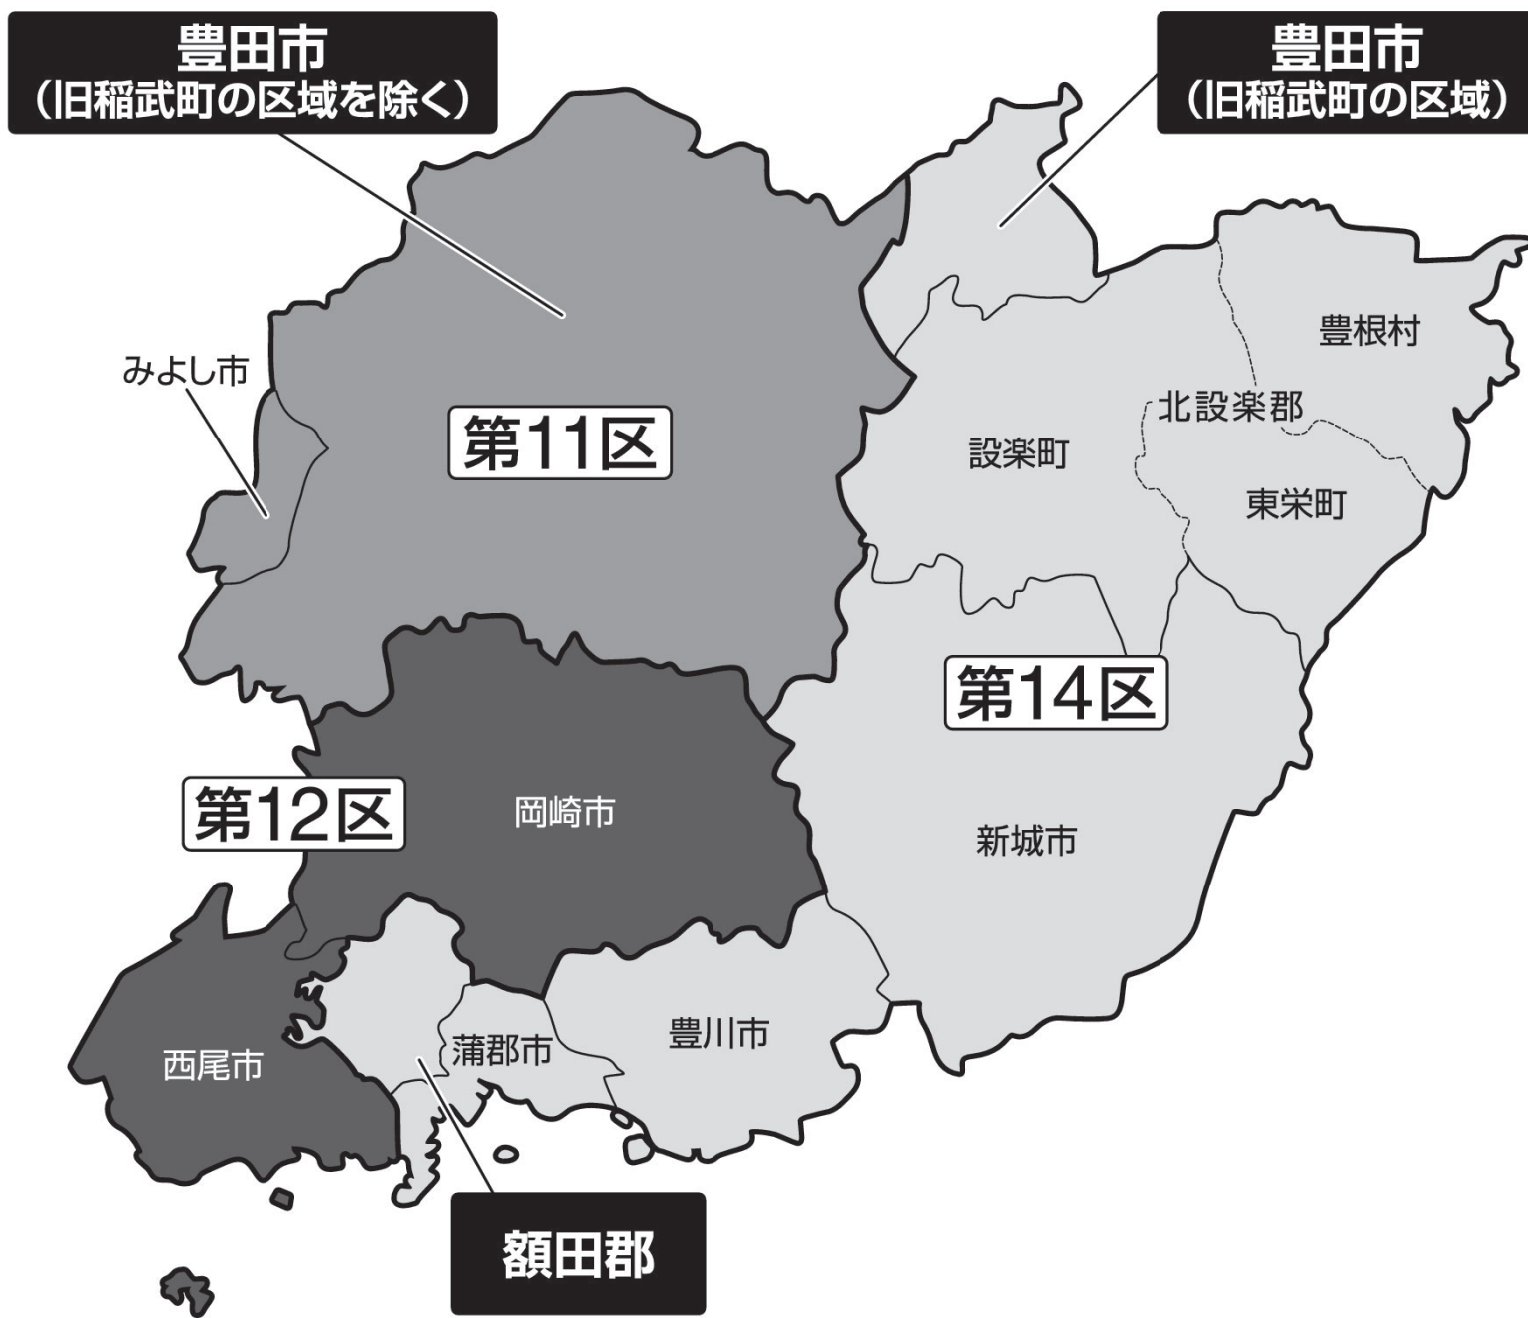 豊田市
（旧稲武町の区域を除く）
豊田市
（旧稲武町の区域）
豊根村
みよし市
北設楽郡
第11区
設楽町
東栄町
第14区
第12区
岡崎市
新城市
豊川市
蒲郡市
西尾市
額田郡